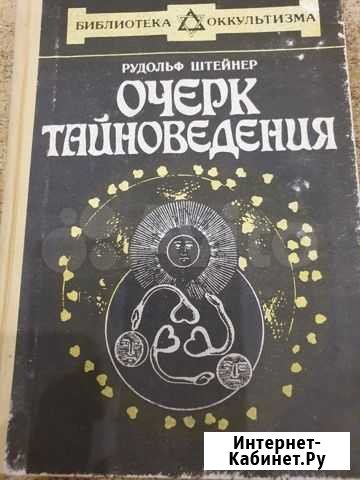 БИБЛИОТЕКА ОККУЛЬТИЗМА
РУДОЛЬФ ШТЕЙНЕР
ОЧЕРК
ТАЙНОВЕДЕНИЯ
Интернет-
Кабинет.Ру